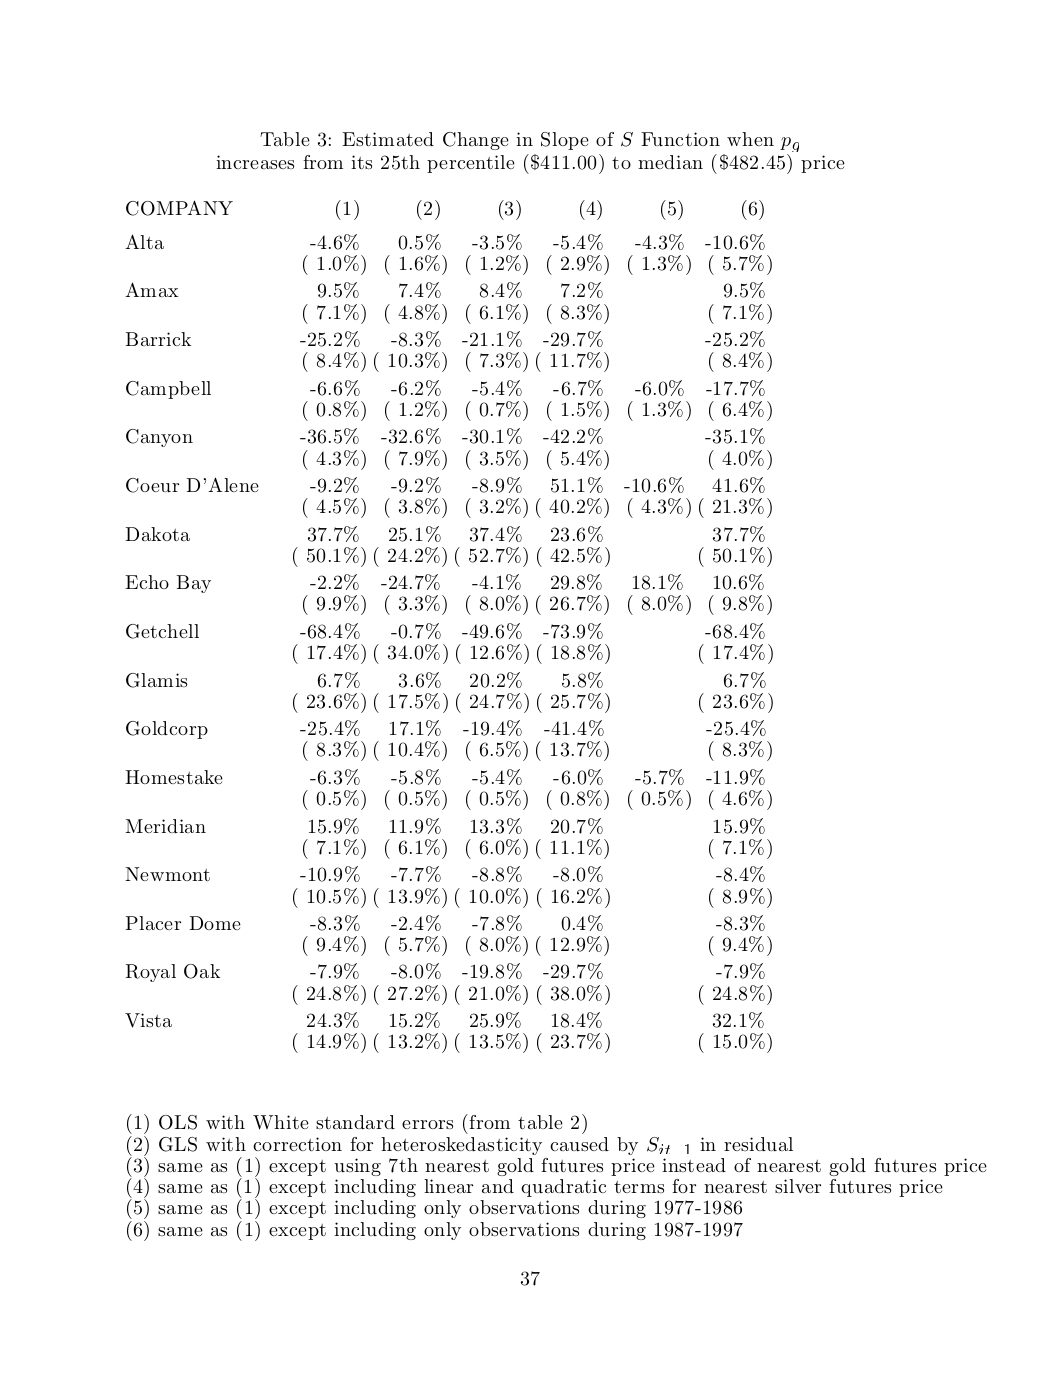 Table 3: Estimated Change in Slope of S Function when p_g
increases from its 25th percentile ($411.00) to median ($482.45) price
COMPANY (1) (2) (3) (4) (5) (6)
Alta -4.6% 0.5% -3.5% -5.4% -4.3% -10.6%
( 1.0%) ( 1.6%) ( 1.2%) ( 2.9%) ( 1.3%) ( 5.7%)
Amax 9.5% 7.4% 8.4% 7.2% 9.5%
( 7.1%) ( 4.8%) ( 6.1%) ( 8.3%) ( 7.1%)
Barrick -25.2% -8.3% -21.1% -29.7% -25.2%
( 8.4%) ( 10.3%) ( 7.3%) ( 11.7%) ( 8.4%)
Campbell -6.6% -6.2% -5.4% -6.7% -6.0% -17.7%
( 0.8%) ( 1.2%) ( 0.7%) ( 1.5%) ( 1.3%) ( 6.4%)
Canyon -36.5% -32.6% -30.1% -42.2% -35.1%
( 4.3%) ( 7.9%) ( 3.5%) ( 5.4%) ( 4.0%)
Coeur D'Alene -9.2% -9.2% -8.9% 51.1% -10.6% 41.6%
( 4.5%) ( 3.8%) ( 3.2%) ( 40.2%) ( 4.3%) ( 21.3%)
Dakota 37.7% 25.1% 37.4% 23.6% 37.7%
( 50.1%) ( 24.2%) ( 52.7%) ( 42.5%) ( 50.1%)
Echo Bay -2.2% -24.7% -4.1% 29.8% 18.1% 10.6%
( 9.9%) ( 3.3%) ( 8.0%) ( 26.7%) ( 8.0%) ( 9.8%)
Getchell -68.4% -0.7% -49.6% -73.9% -68.4%
( 17.4%) ( 34.0%) ( 12.6%) ( 18.8%) ( 17.4%)
Glamis 6.7% 3.6% 20.2% 5.8% 6.7%
( 23.6%) ( 17.5%) ( 24.7%) ( 25.7%) ( 23.6%)
Goldcorp -25.4% 17.1% -19.4% -41.4% -25.4%
( 8.3%) ( 10.4%) ( 6.5%) ( 13.7%) ( 8.3%)
Homestake -6.3% -5.8% -5.4% -6.0% -5.7% -11.9%
( 0.5%) ( 0.5%) ( 0.5%) ( 0.8%) ( 0.5%) ( 4.6%)
Meridian 15.9% 11.9% 13.3% 20.7% 15.9%
( 7.1%) ( 6.1%) ( 6.0%) ( 11.1%) ( 7.1%)
Newmont -10.9% -7.7% -8.8% -8.0% -8.4%
( 10.5%) ( 13.9%) ( 10.0%) ( 16.2%) ( 8.9%)
Placer Dome -8.3% -2.4% -7.8% 0.4% -8.3%
( 9.4%) ( 5.7%) ( 8.0%) ( 12.9%) ( 9.4%)
Royal Oak -7.9% -8.0% -19.8% -29.7% -7.9%
( 24.8%) ( 27.2%) ( 21.0%) ( 38.0%) ( 24.8%)
Vista 24.3% 15.2% 25.9% 18.4% 32.1%
( 14.9%) ( 13.2%) ( 13.5%) ( 23.7%) ( 15.0%)
(1) OLS with White standard errors (from table 2)
(2) GLS with correction for heteroskedasticity caused by S_{it-1} in residual
(3) same as (1) except using 7th nearest gold futures price instead of nearest gold futures price
(4) same as (1) except including linear and quadratic terms for nearest silver futures price
(5) same as (1) except including only observations during 1977-1986
(6) same as (1) except including only observations during 1987-1997
37